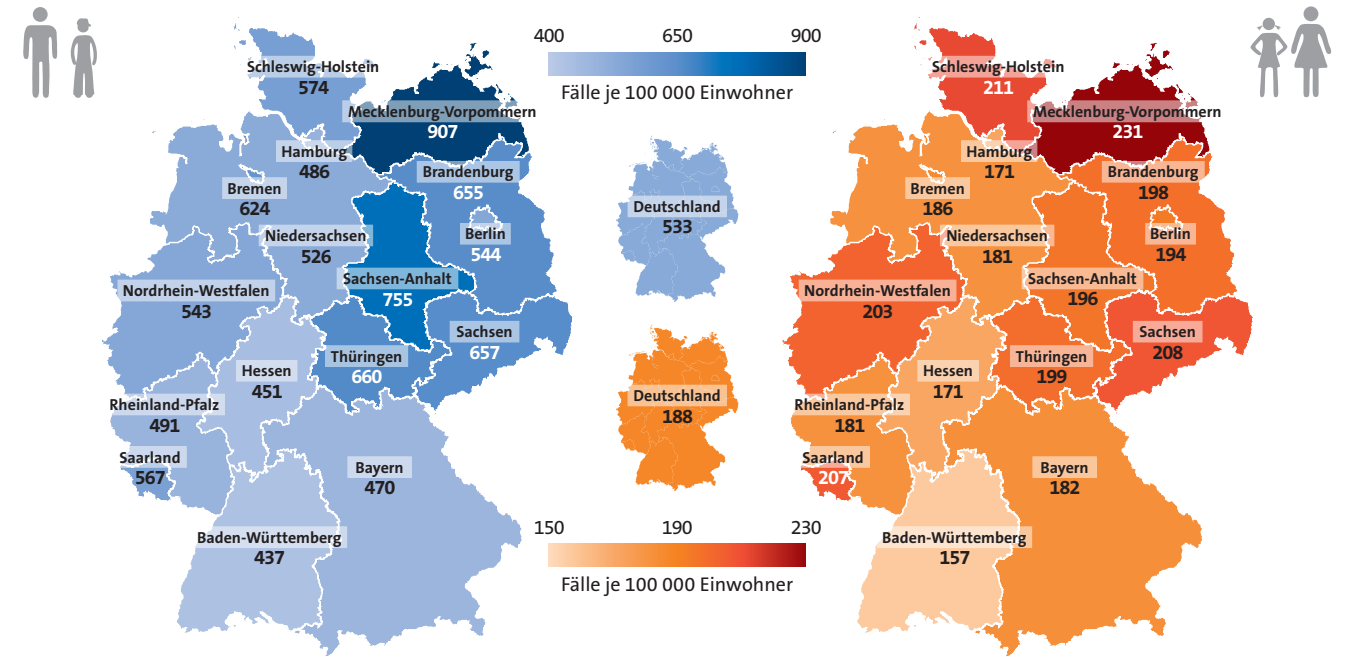 400 650 900
Fälle je 100 000 Einwohner
Schleswig-Holstein
574
Mecklenburg-Vorpommern
907
Hamburg
486
Brandenburg
655
Bremen
624
Berlin
544
Niedersachsen
526
Sachsen-Anhalt
755
Nordrhein-Westfalen
543
Sachsen
657
Thüringen
660
Hessen
451
Rheinland-Pfalz
491
Saarland
567
Bayern
470
Baden-Württemberg
437
Deutschland
533
Deutschland
188
150 190 230
Fälle je 100 000 Einwohner
Schleswig-Holstein
211
Mecklenburg-Vorpommern
231
Hamburg
171
Brandenburg
198
Bremen
186
Berlin
194
Niedersachsen
181
Sachsen-Anhalt
196
Nordrhein-Westfalen
203
Sachsen
208
Thüringen
199
Hessen
171
Rheinland-Pfalz
181
Saarland
207
Bayern
182
Baden-Württemberg
157